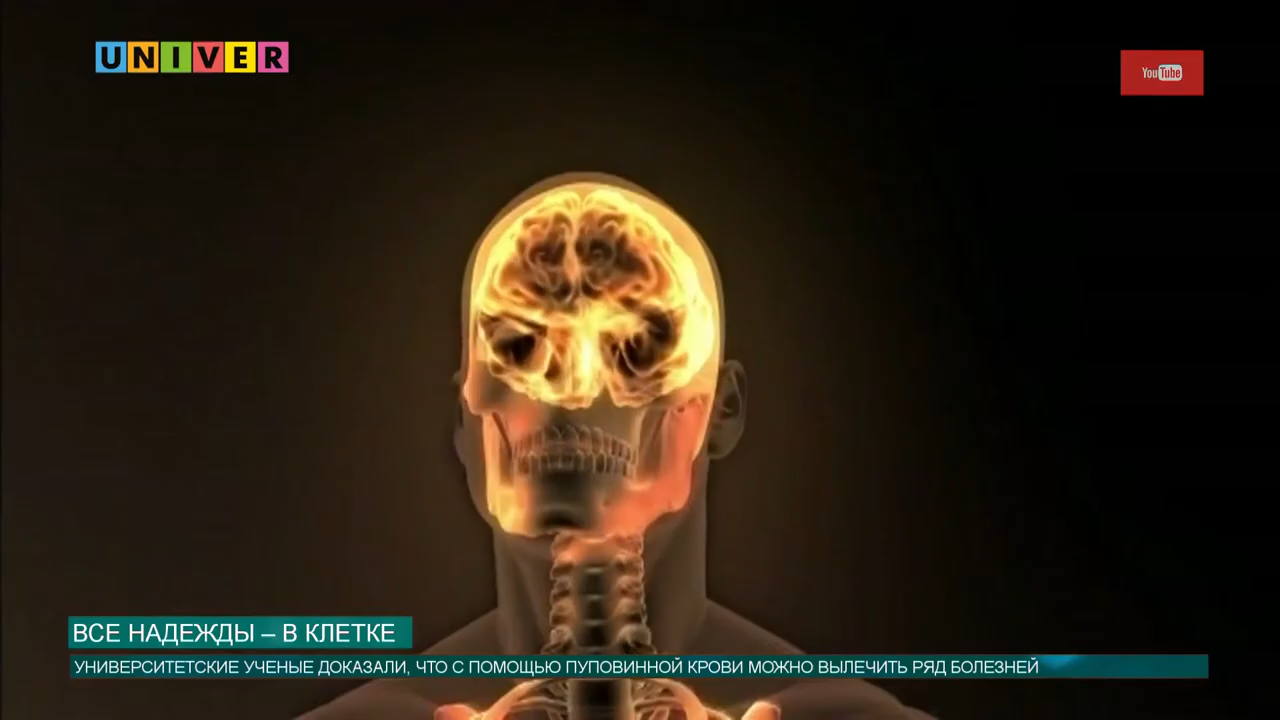 UNIVER
YouTube
ВСЕ НАДЕЖДЫ – В КЛЕТКЕ
УНИВЕРСИТЕТСКИЕ УЧЕНЫЕ ДОКАЗАЛИ, ЧТО С ПОМОЩЬЮ ПУПОВИННОЙ КРОВИ МОЖНО ВЫЛЕЧИТЬ РЯД БОЛЕЗНЕЙ